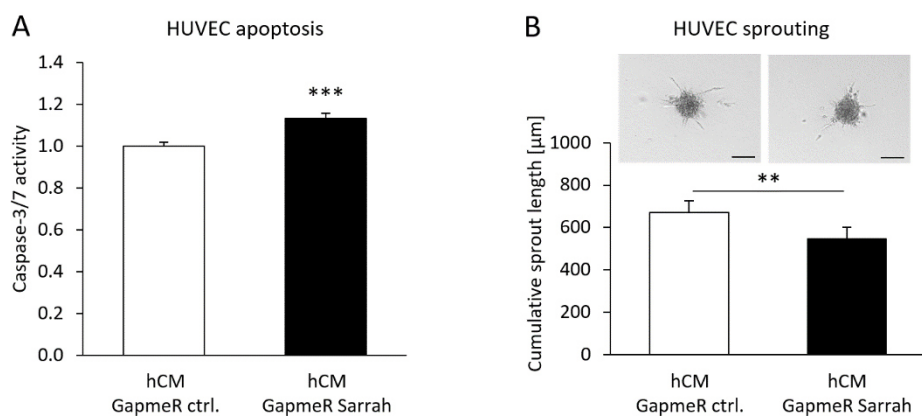 A
HUVEC apoptosis
Caspase-3/7 activity
1.4
1.2
1.0
0.8
0.6
0.4
0.2
0.0
***
hCM
GapmeR ctrl.
hCM
GapmeR Sarrah
B
HUVEC sprouting
Cumulative sprout length [µm]
1000
800
600
400
200
0
**
hCM
GapmeR ctrl.
hCM
GapmeR Sarrah